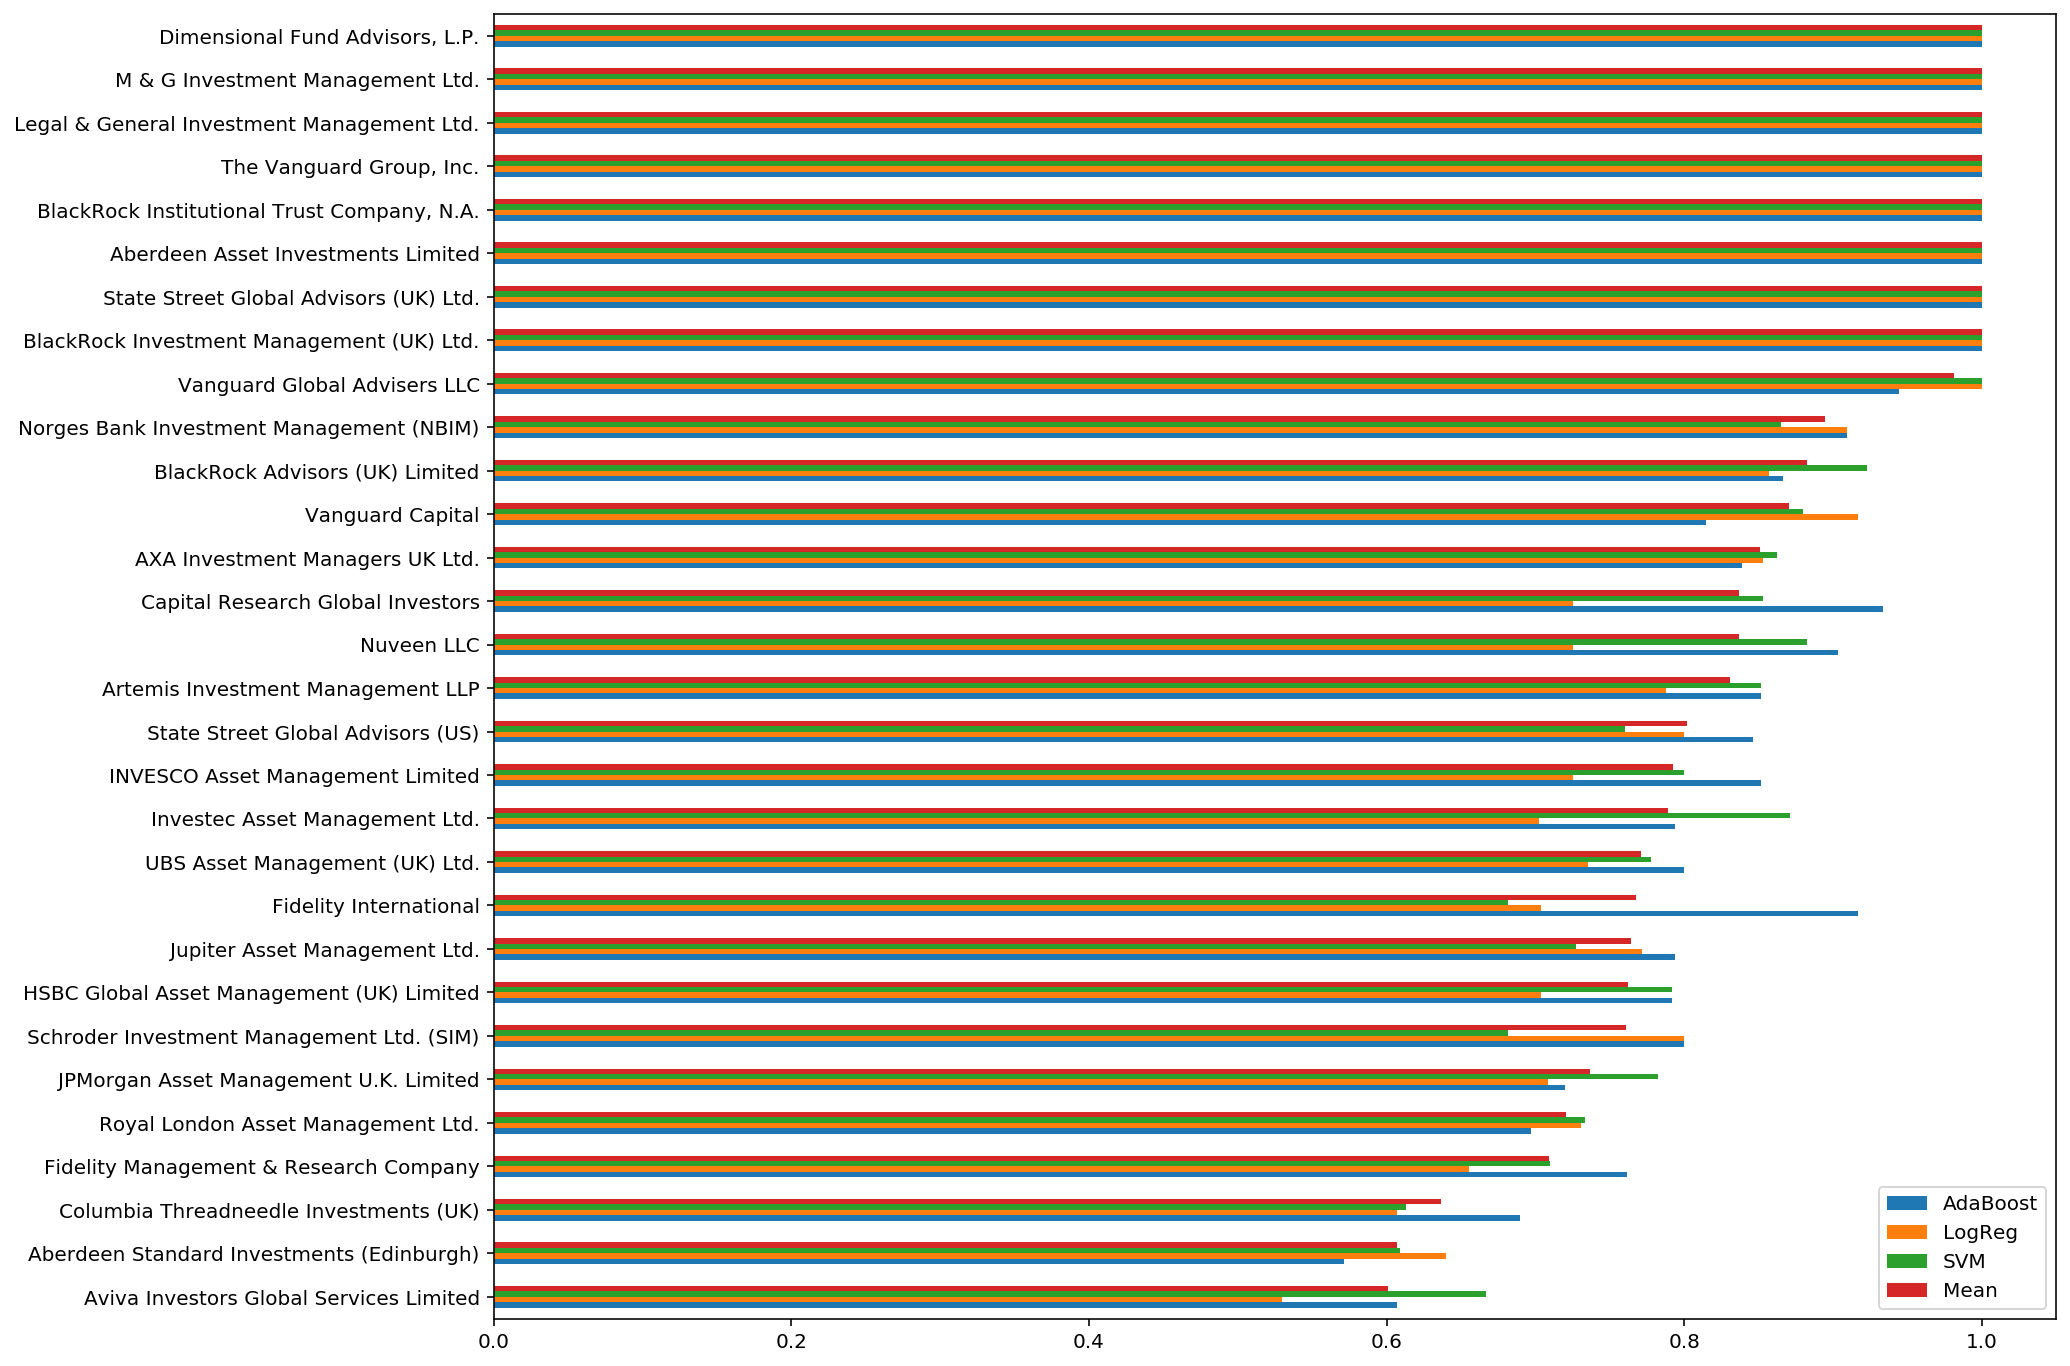 Dimensional Fund Advisors, L.P.
M & G Investment Management Ltd.
Legal & General Investment Management Ltd.
The Vanguard Group, Inc.
BlackRock Institutional Trust Company, N.A.
Aberdeen Asset Investments Limited
State Street Global Advisors (UK) Ltd.
BlackRock Investment Management (UK) Ltd.
Vanguard Global Advisers LLC
Norges Bank Investment Management (NBIM)
BlackRock Advisors (UK) Limited
Vanguard Capital
AXA Investment Managers UK Ltd.
Capital Research Global Investors
Nuveen LLC
Artemis Investment Management LLP
State Street Global Advisors (US)
INVESCO Asset Management Limited
Investec Asset Management Ltd.
UBS Asset Management (UK) Ltd.
Fidelity International
Jupiter Asset Management Ltd.
HSBC Global Asset Management (UK) Limited
Schroder Investment Management Ltd. (SIM)
JPMorgan Asset Management U.K. Limited
Royal London Asset Management Ltd.
Fidelity Management & Research Company
Columbia Threadneedle Investments (UK)
Aberdeen Standard Investments (Edinburgh)
Aviva Investors Global Services Limited
AdaBoost
LogReg
SVM
Mean
0.0 0.2 0.4 0.6 0.8 1.0